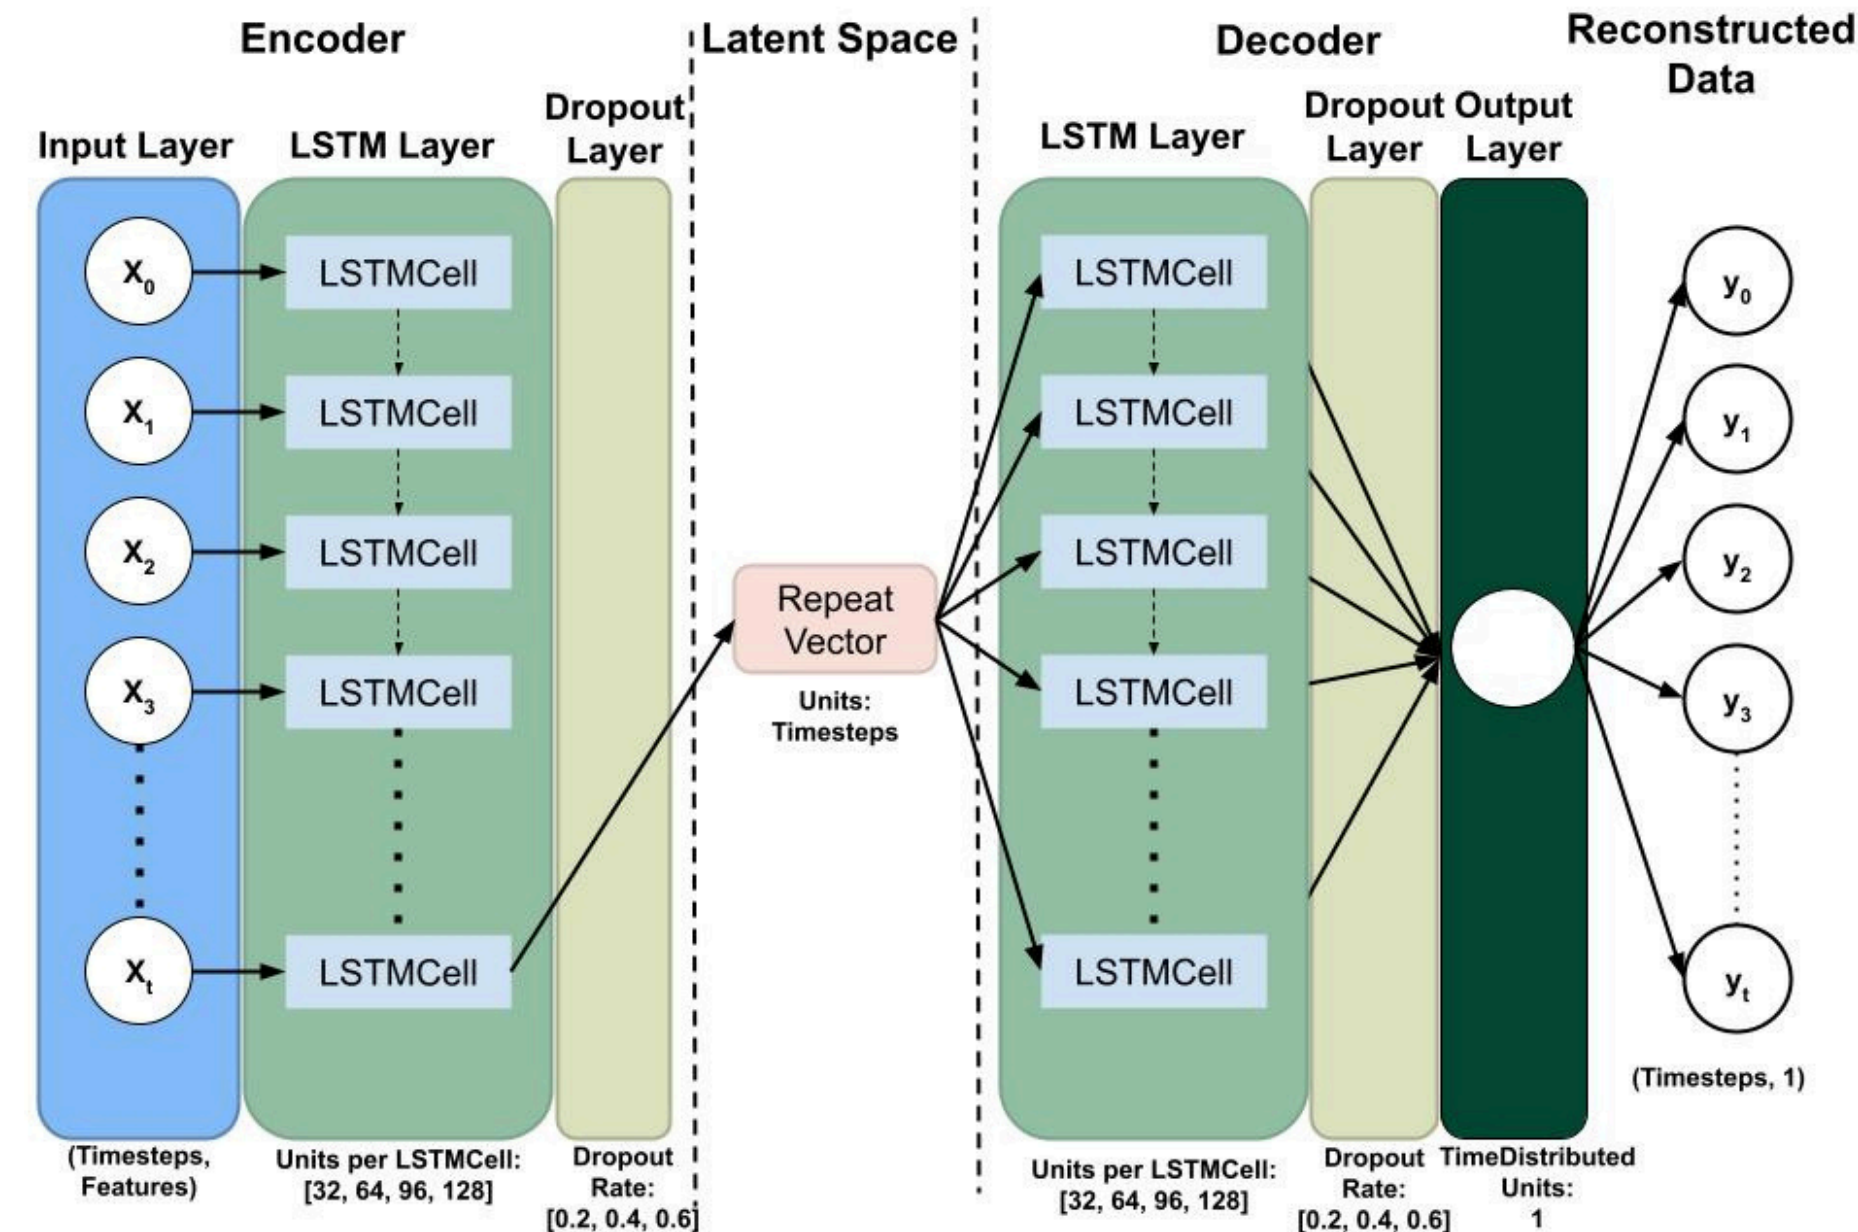 Encoder
Latent Space
Decoder
Reconstructed
Data
Input Layer
LSTM Layer
Dropout
Layer
LSTM Layer
Dropout
Layer
Output
Layer
X0
LSTMCell
X1
LSTMCell
X2
LSTMCell
X3
LSTMCell
Xt
LSTMCell
Repeat
Vector
Units:
Timesteps
LSTMCell
LSTMCell
LSTMCell
LSTMCell
LSTMCell
y0
y1
y2
y3
yt
(Timesteps, 1)
(Timesteps,
Features)
Units per LSTMCell:
[32, 64, 96, 128]
Dropout
Rate:
[0.2, 0.4, 0.6]
Units per LSTMCell:
[32, 64, 96, 128]
Dropout
Rate:
[0.2, 0.4, 0.6]
TimeDistributed
Units:
1